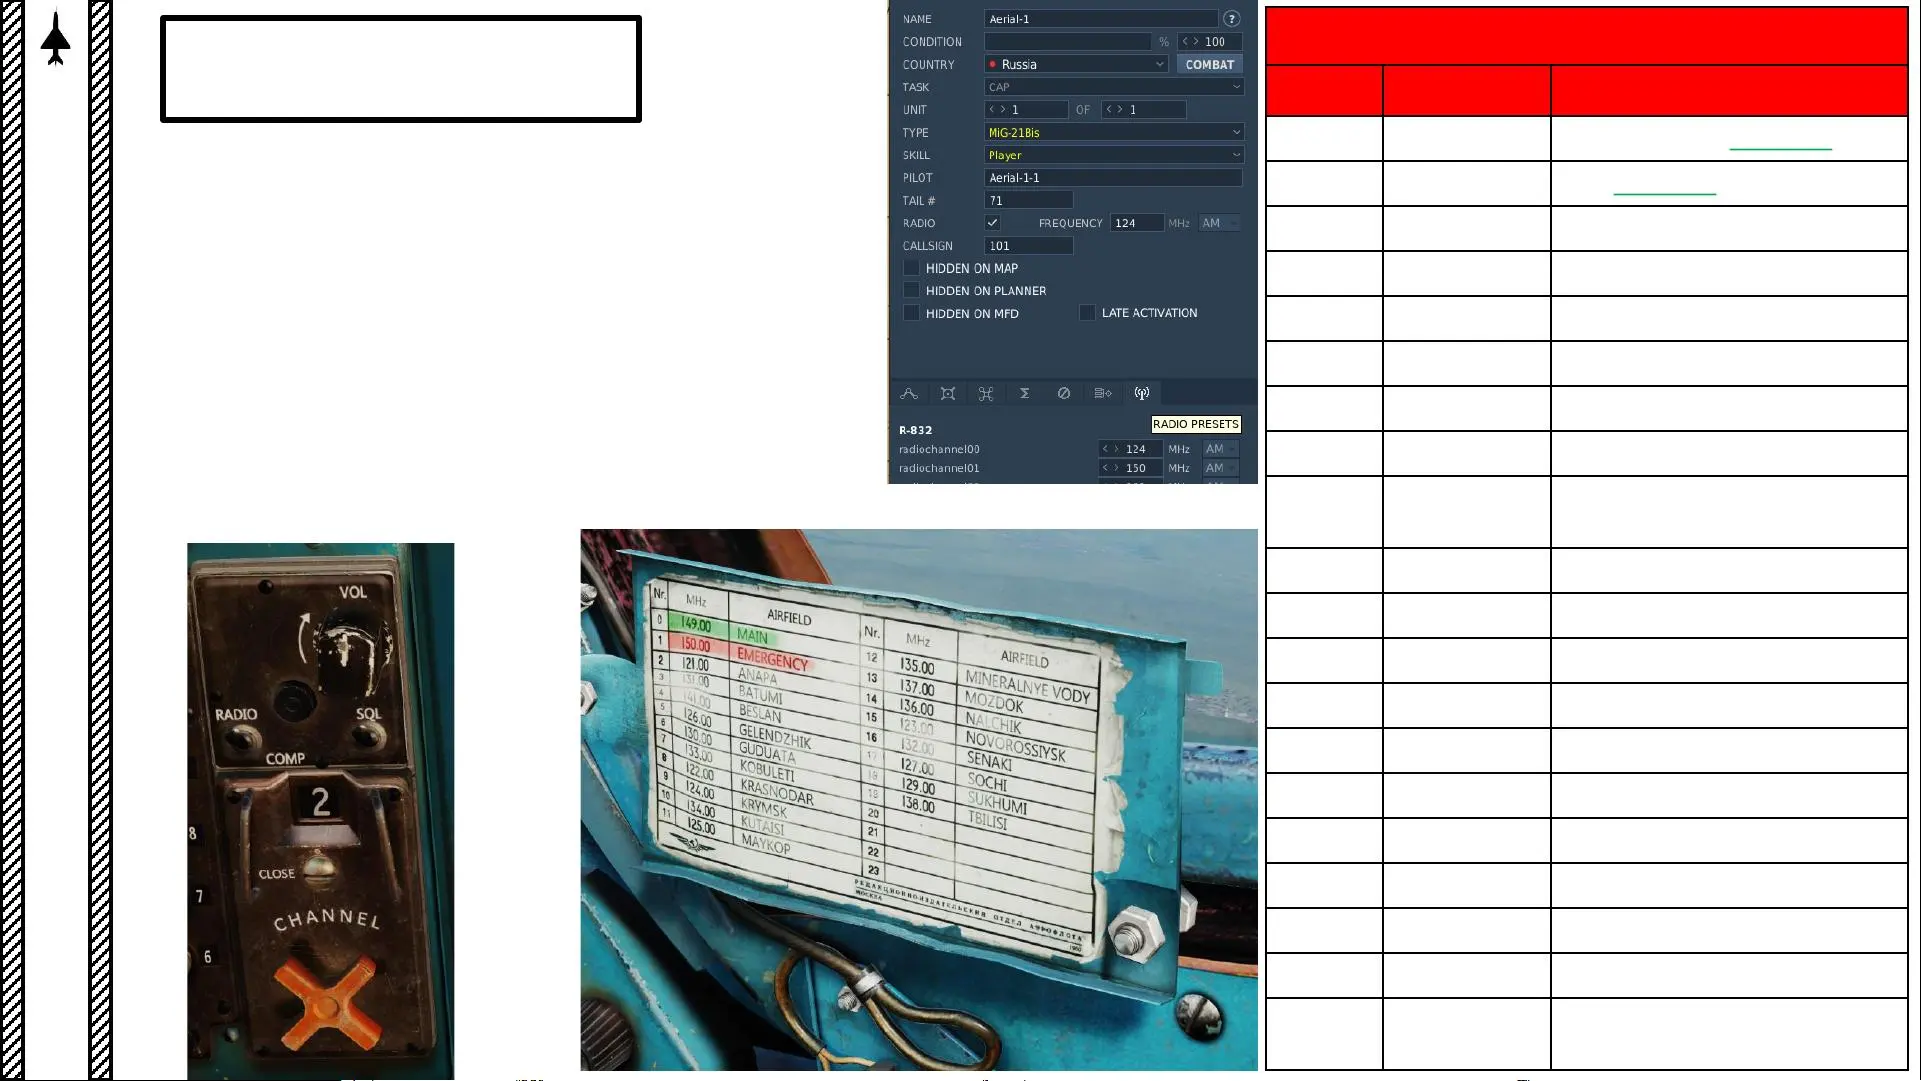 NAME Aerial-1 ?
CONDITION % < > 100
COUNTRY Russia COMBAT
TASK CAP
UNIT < > 1 OF < > 1
TYPE MiG-21Bis
SKILL Player
PILOT Aerial-1-1
TAIL # 71
RADIO FREQUENCY 124 MHz AM
CALLSIGN 101
HIDDEN ON MAP
HIDDEN ON PLANNER
HIDDEN ON MFD LATE ACTIVATION
RADIO PRESETS
R-832
radiochannel00 < > 124 MHz AM
radiochannel01 < > 150 MHz AM
VOL
RADIO SQL
COMP
2
CLOSE
CHANNEL
8
7
6
Nr. MHz AIRFIELD
0 149.00 MAIN
1 150.00 EMERGENCY
2 121.00 ANAPA
3 131.00 BATUMI
4 141.00 BESLAN
5 126.00 GELENDZHIK
6 130.00 GUDUATA
7 133.00 KOBULETI
8 122.00 KRASNODAR
9 124.00 KRYMSK
10 134.00 KUTAISI
11 125.00 MAYKOP
Nr. MHz AIRFIELD
12 135.00 MINERALNYE VODY
13 137.00 MOZDOK
14 136.00 NALCHIK
15 123.00 NOVOROSSIYSK
16 132.00 SENAKI
17 127.00 SOCHI
18 129.00 SUKHUMI
19 138.00 TBILISI
20
21
22
23
РЕДАКЦИОННОИЗДАТЕЛЬСКИЙ ОТДЕЛ АЭРОФЛОТА
МОСКВА 1980